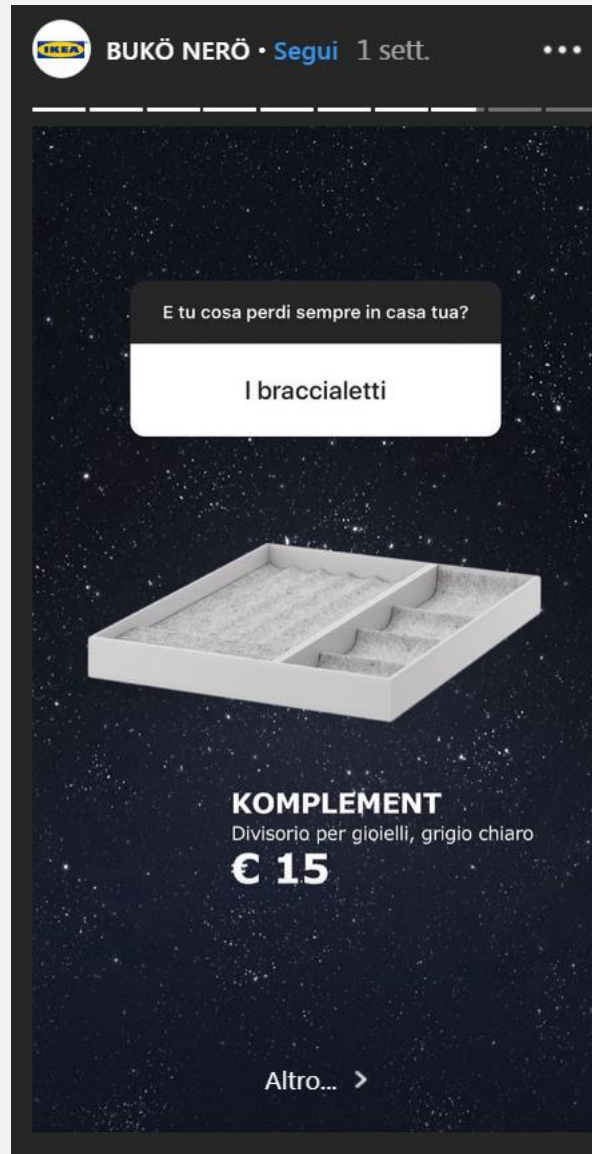 IKEA
BUKÖ NERÖ • Segui 1 sett.
E tu cosa perdi sempre in casa tua?
I braccialetti
KOMPLEMENT
Divisorio per gioielli, grigio chiaro
€ 15
Altro...